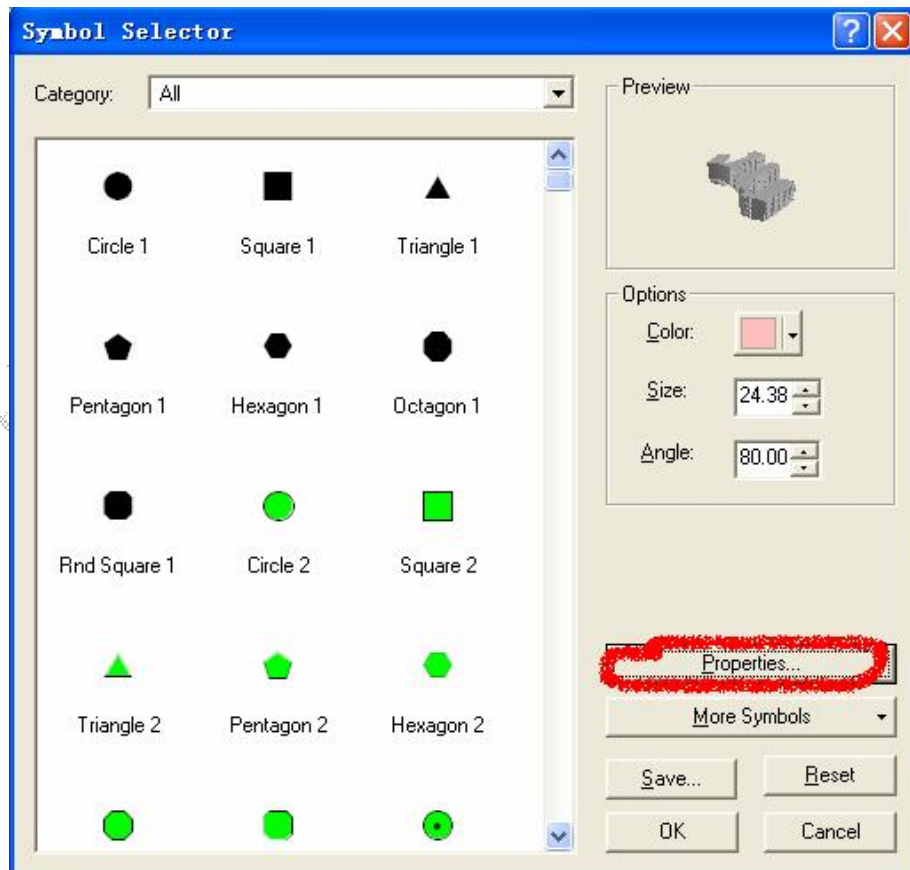 Symbol Selector
Category: All
Circle 1 Square 1 Triangle 1
Pentagon 1 Hexagon 1 Octagon 1
Rnd Square 1 Circle 2 Square 2
Triangle 2 Pentagon 2 Hexagon 2
Preview
Options
Color:
Size: 24.38
Angle: 80.00
Properties...
More Symbols
Save... Reset
OK Cancel